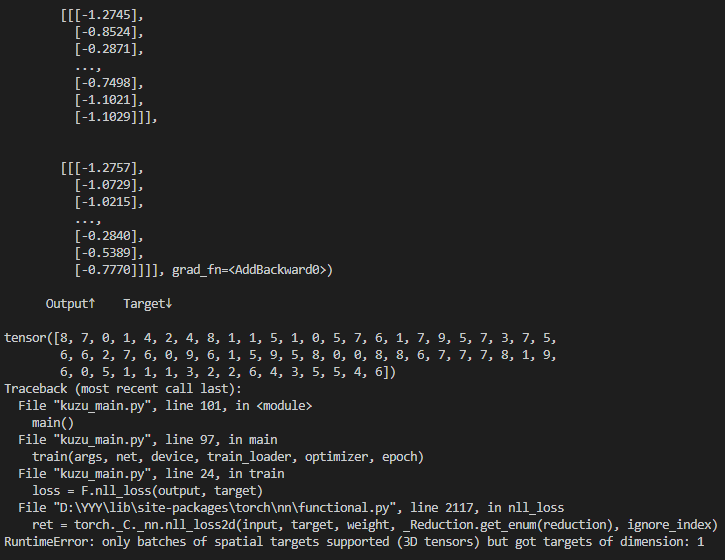 [[[-1.2745],
[-0.8524],
[-0.2871],
...,
[-0.7498],
[-1.1021],
[-1.1029]]],
[[[-1.2757],
[-1.0729],
[-1.0215],
...,
[-0.2840],
[-0.5389],
[-0.7770]]]], grad_fn=<AddBackward0>)
Output↑    Target↓
tensor([8, 7, 0, 1, 4, 2, 4, 8, 1, 1, 5, 1, 0, 5, 7, 6, 1, 7, 9, 5, 7, 3, 7, 5,
6, 6, 2, 7, 6, 0, 9, 6, 1, 5, 9, 5, 8, 0, 0, 8, 8, 6, 7, 7, 7, 8, 1, 9,
6, 0, 5, 1, 1, 1, 3, 2, 2, 6, 4, 3, 5, 5, 4, 6])
Traceback (most recent call last):
File "kuzu_main.py", line 101, in <module>
main()
File "kuzu_main.py", line 97, in main
train(args, net, device, train_loader, optimizer, epoch)
File "kuzu_main.py", line 24, in train
loss = F.nll_loss(output, target)
File "D:\YYY\lib\site-packages\torch\nn\functional.py", line 2117, in nll_loss
ret = torch._C._nn.nll_loss2d(input, target, weight, _Reduction.get_enum(reduction), ignore_index)
RuntimeError: only batches of spatial targets supported (3D tensors) but got targets of dimension: 1